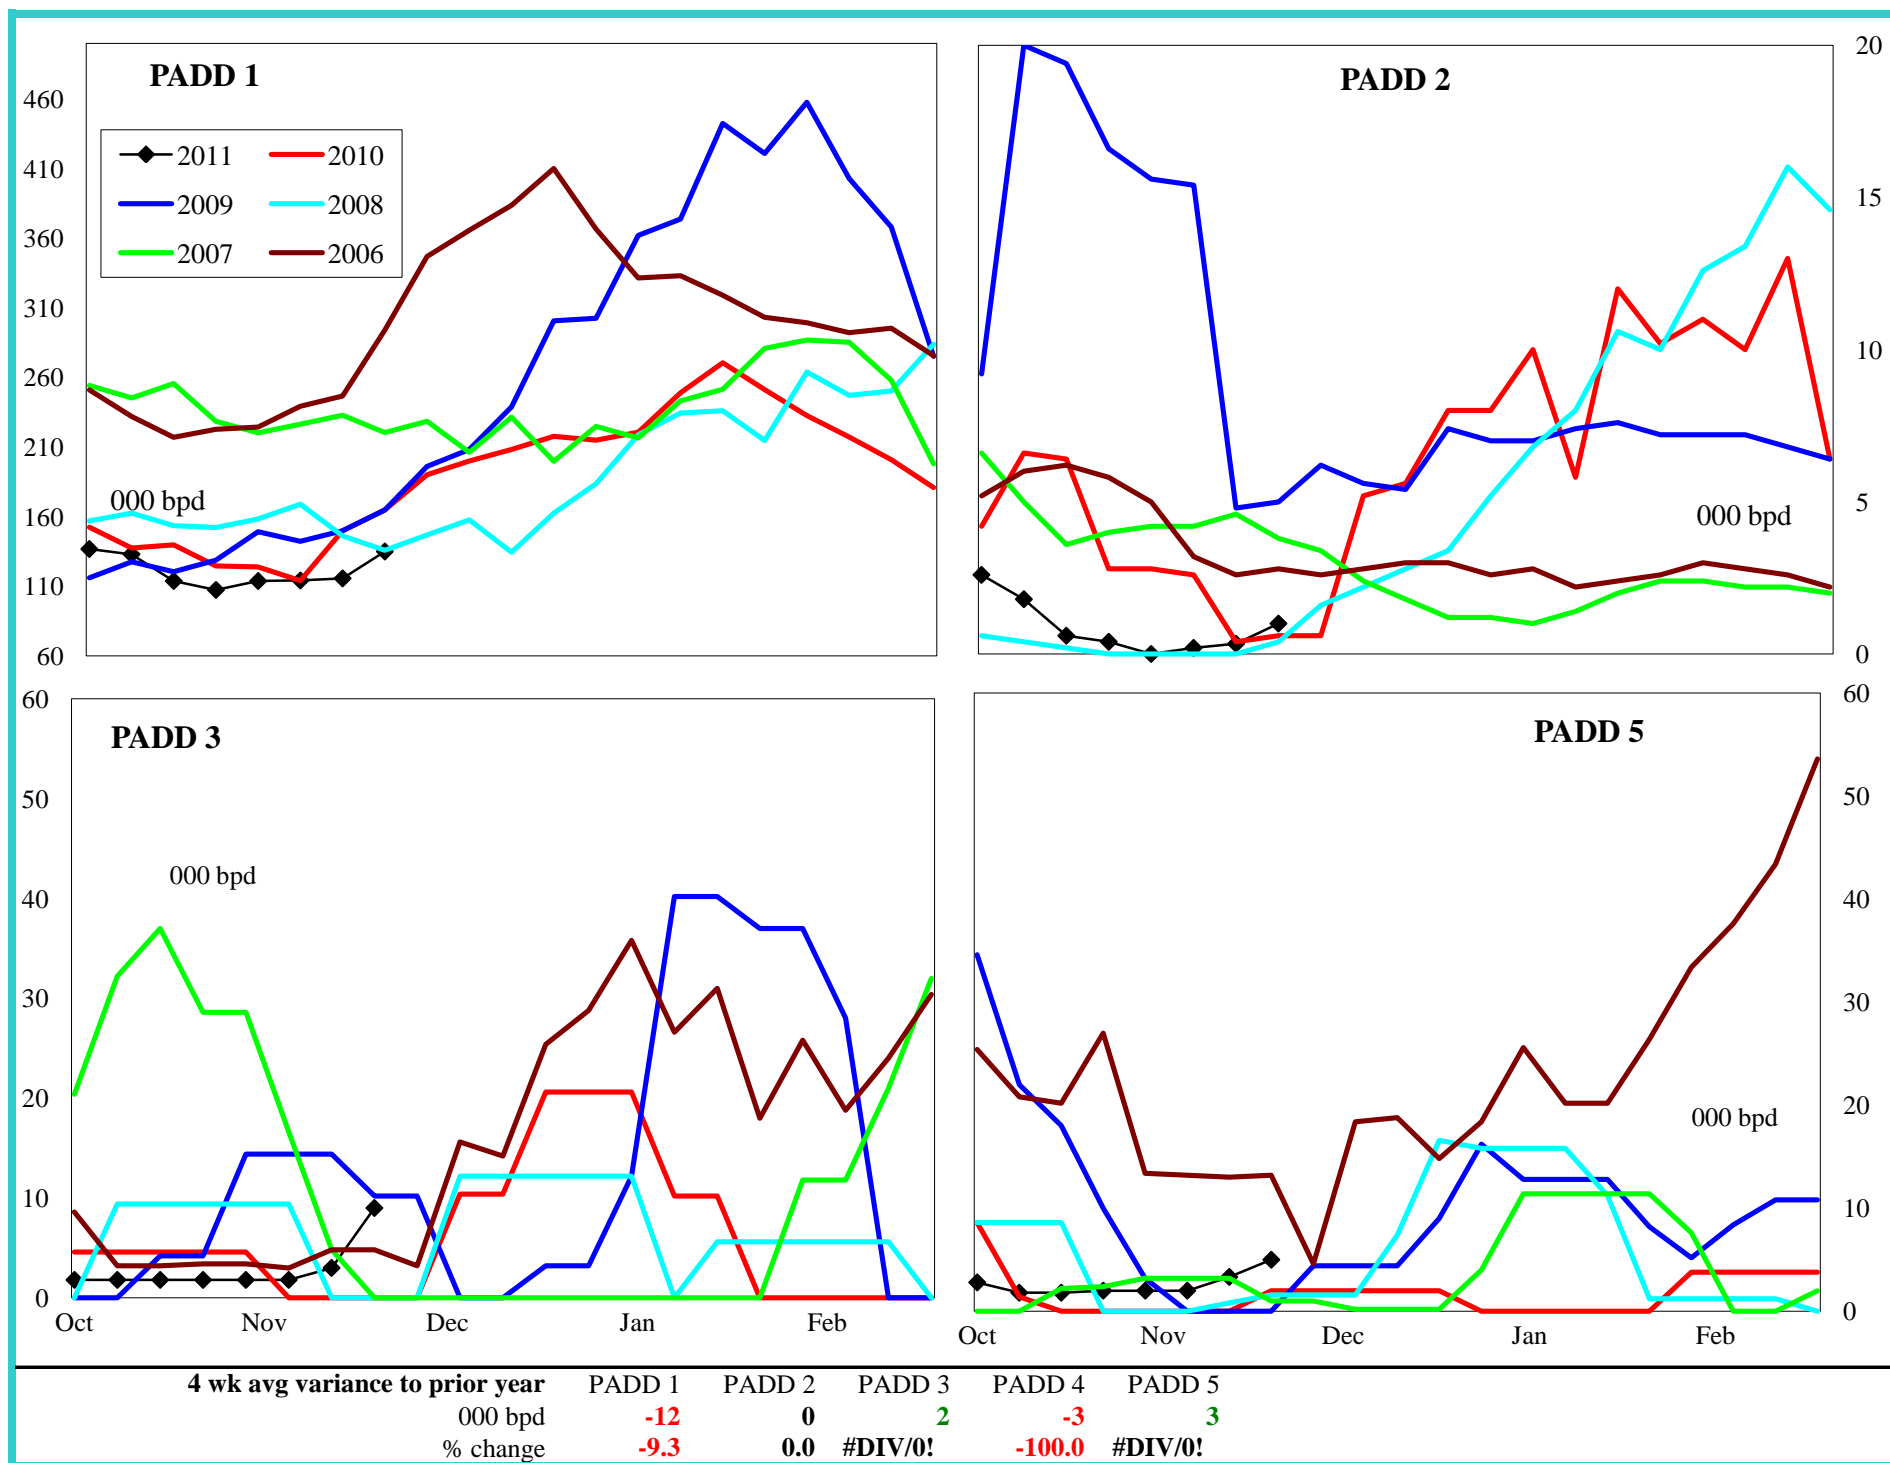 PADD 1
460
410
360
310
260
210
160
110
60
2011 2010
2009 2008
2007 2006
000 bpd
PADD 2
20
15
10
5
0
000 bpd
PADD 3
60
50
40
30
20
10
0
000 bpd
Oct Nov Dec Jan Feb
PADD 5
60
50
40
30
20
10
0
000 bpd
Oct Nov Dec Jan Feb
4 wk avg variance to prior year PADD 1 PADD 2 PADD 3 PADD 4 PADD 5
000 bpd -12 0 2 -3 3
% change -9.3 0.0 #DIV/0! -100.0 #DIV/0!